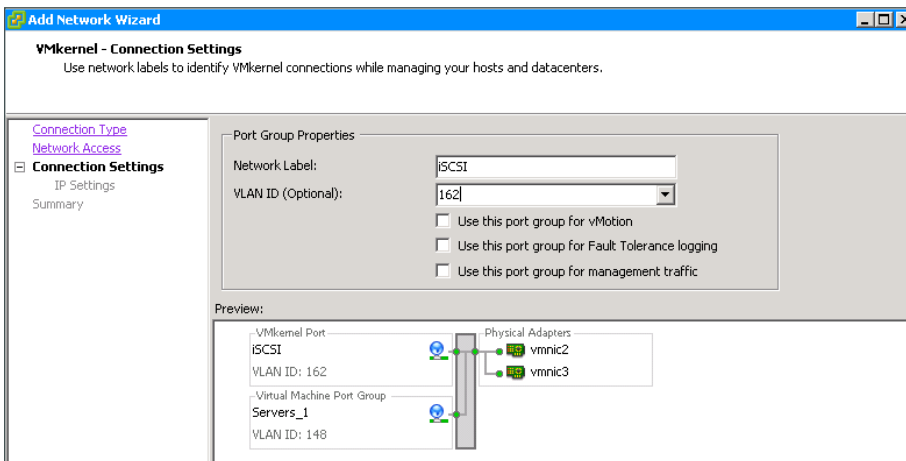 Add Network Wizard
VMkernel - Connection Settings
Use network labels to identify VMkernel connections while managing your hosts and datacenters.
Connection Type
Network Access
Connection Settings
IP Settings
Summary
Port Group Properties
Network Label:
iSCSI
VLAN ID (Optional):
162
Use this port group for vMotion
Use this port group for Fault Tolerance logging
Use this port group for management traffic
Preview:
VMkernel Port
iSCSI
VLAN ID: 162
Virtual Machine Port Group
Servers_1
VLAN ID: 148
Physical Adapters
vmnic2
vmnic3